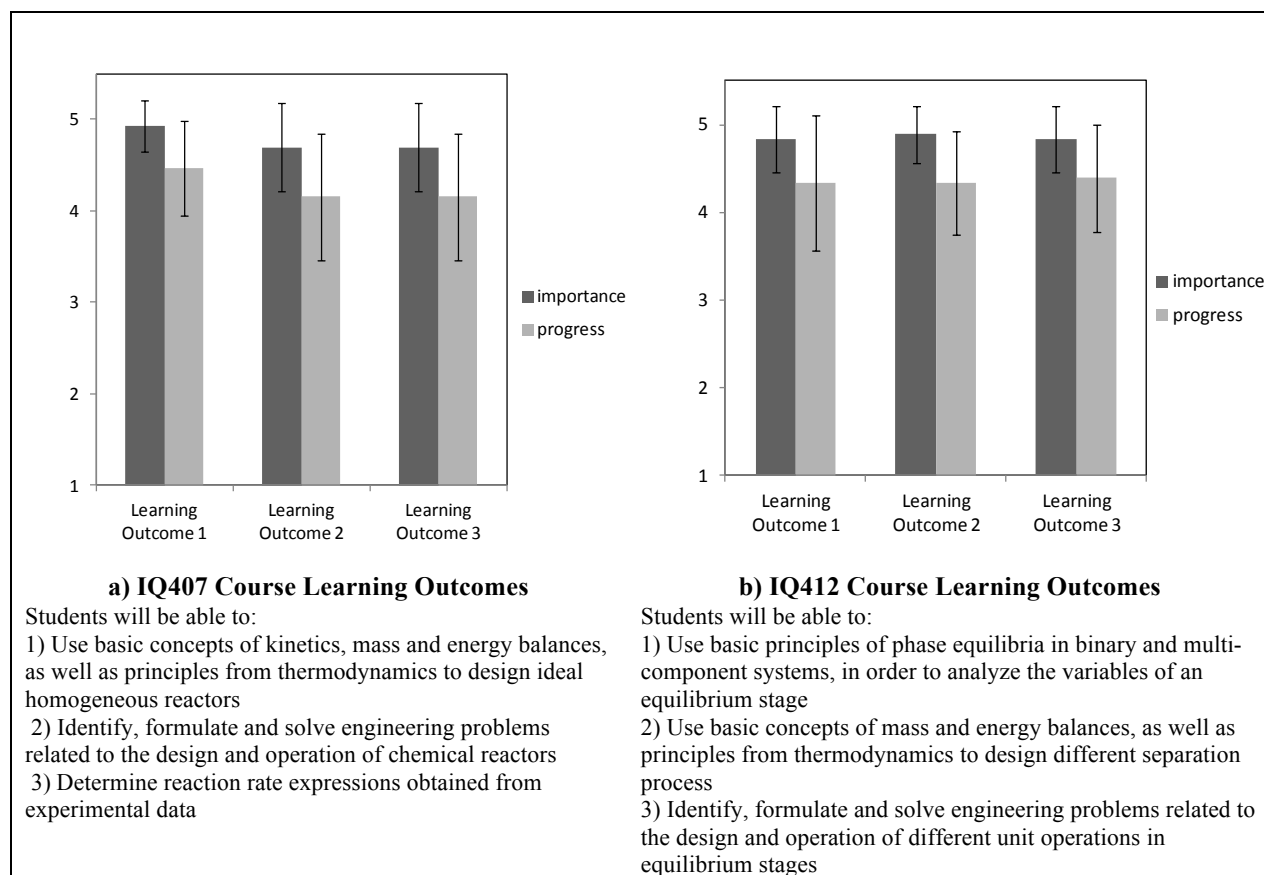 5
4
3
2
1
Learning
Outcome 1
Learning
Outcome 2
Learning
Outcome 3
importance
progress
a) IQ407 Course Learning Outcomes
Students will be able to:
1) Use basic concepts of kinetics, mass and energy balances,
as well as principles from thermodynamics to design ideal
homogeneous reactors
2) Identify, formulate and solve engineering problems
related to the design and operation of chemical reactors
3) Determine reaction rate expressions obtained from
experimental data
5
4
3
2
1
Learning
Outcome 1
Learning
Outcome 2
Learning
Outcome 3
importance
progress
b) IQ412 Course Learning Outcomes
Students will be able to:
1) Use basic principles of phase equilibria in binary and multi-
component systems, in order to analyze the variables of an
equilibrium stage
2) Use basic concepts of mass and energy balances, as well as
principles from thermodynamics to design different separation
process
3) Identify, formulate and solve engineering problems related to
the design and operation of different unit operations in
equilibrium stages